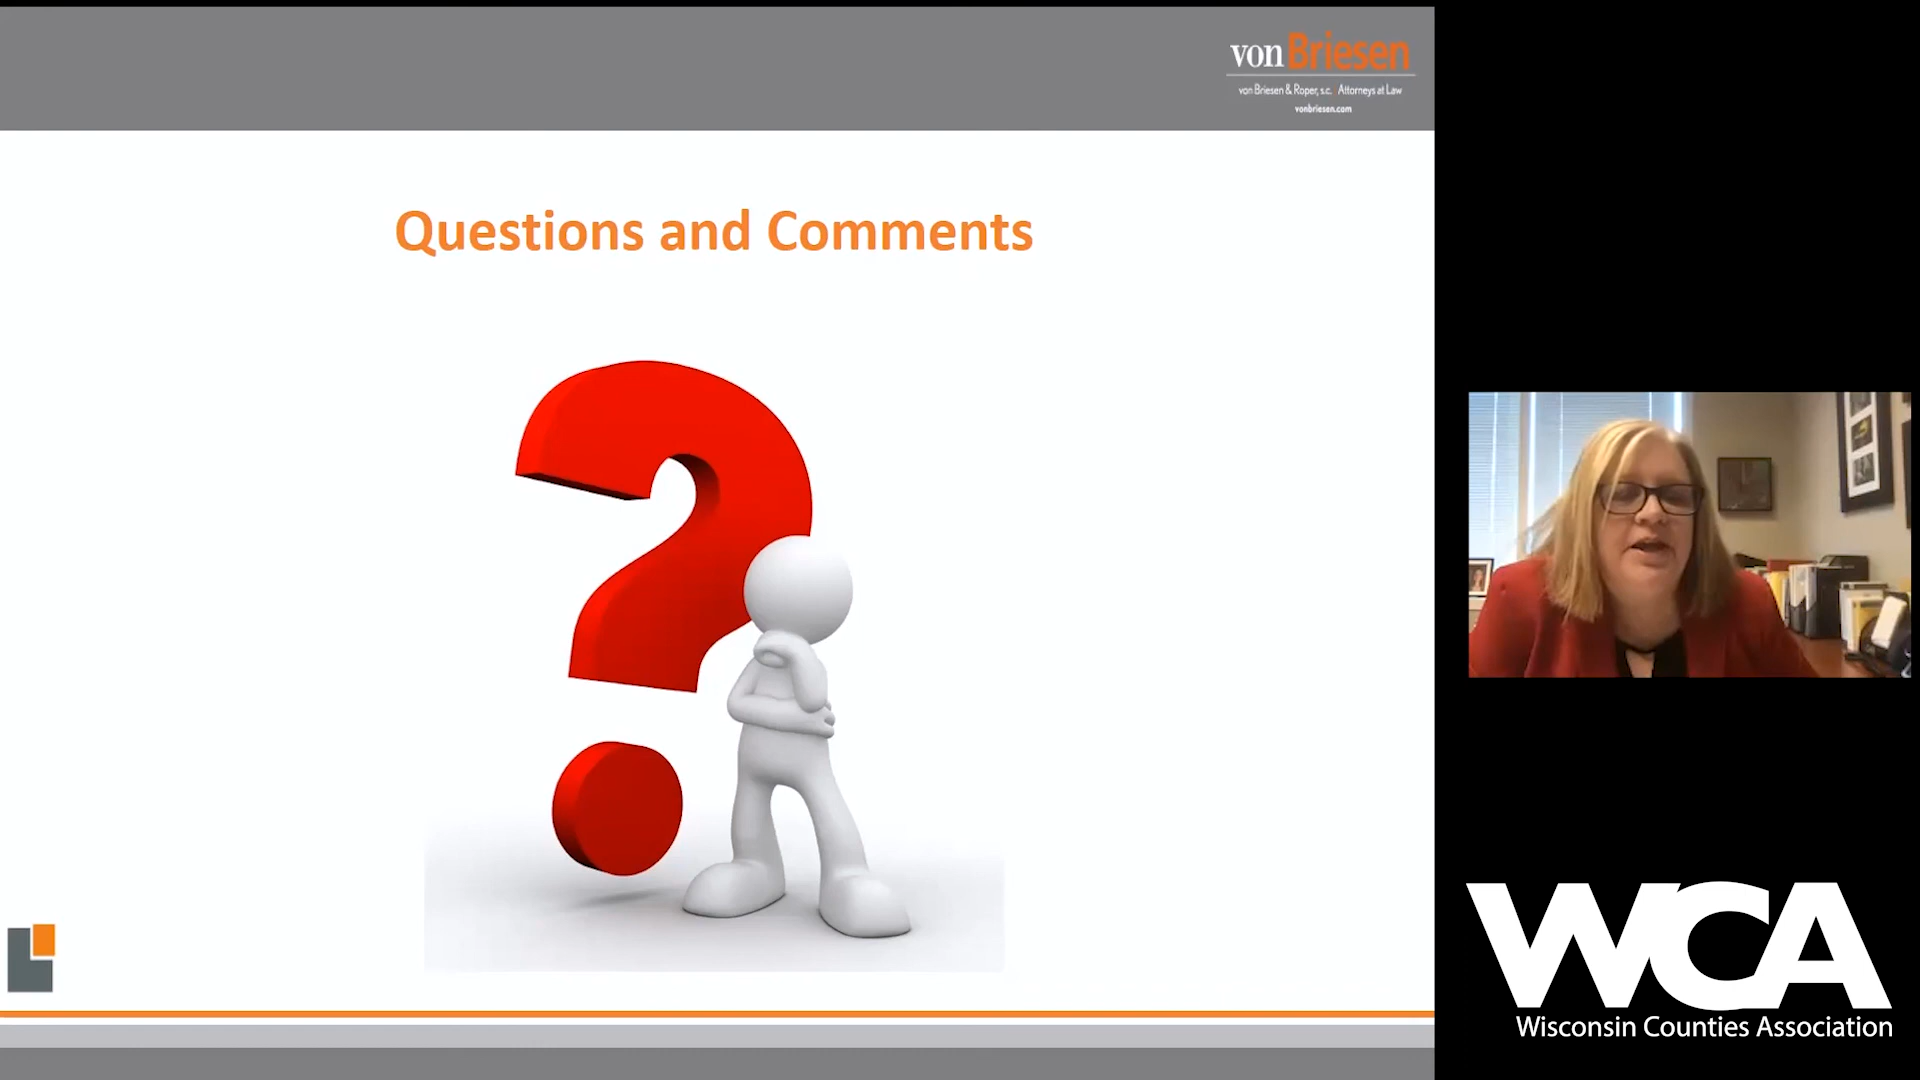 von Briesen
von Briesen & Roper, s.c. Attorneys at Law
vonbriesen.com
Questions and Comments
WCA
Wisconsin Counties Association